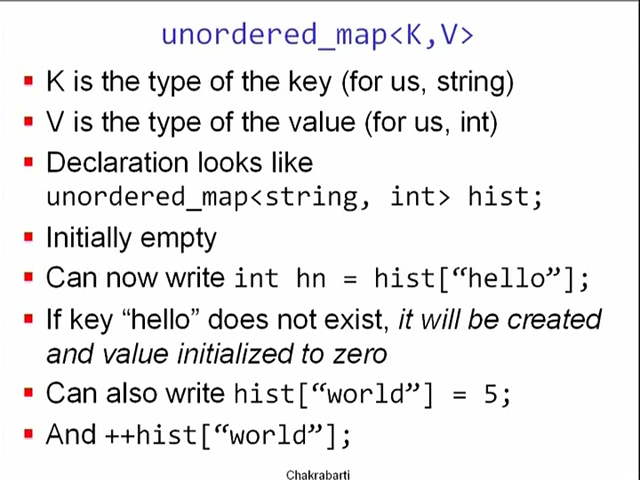 unordered_map<K,V>
▪ K is the type of the key (for us, string)
▪ V is the type of the value (for us, int)
▪ Declaration looks like
unordered_map<string, int> hist;
▪ Initially empty
▪ Can now write int hn = hist[“hello”];
▪ If key “hello” does not exist, it will be created
and value initialized to zero
▪ Can also write hist[“world”] = 5;
▪ And ++hist[“world”];
Chakrabarti